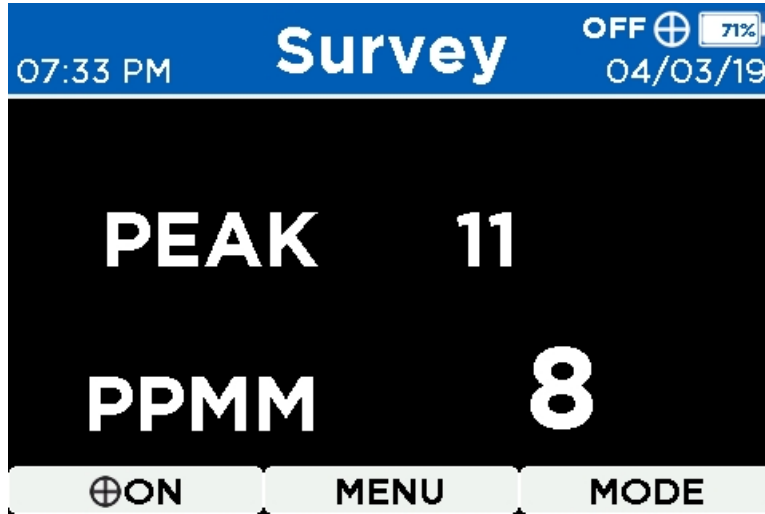 OFF 71%
07:33 PM Survey 04/03/19
PEAK 11
PPMM 8
ON MENU MODE